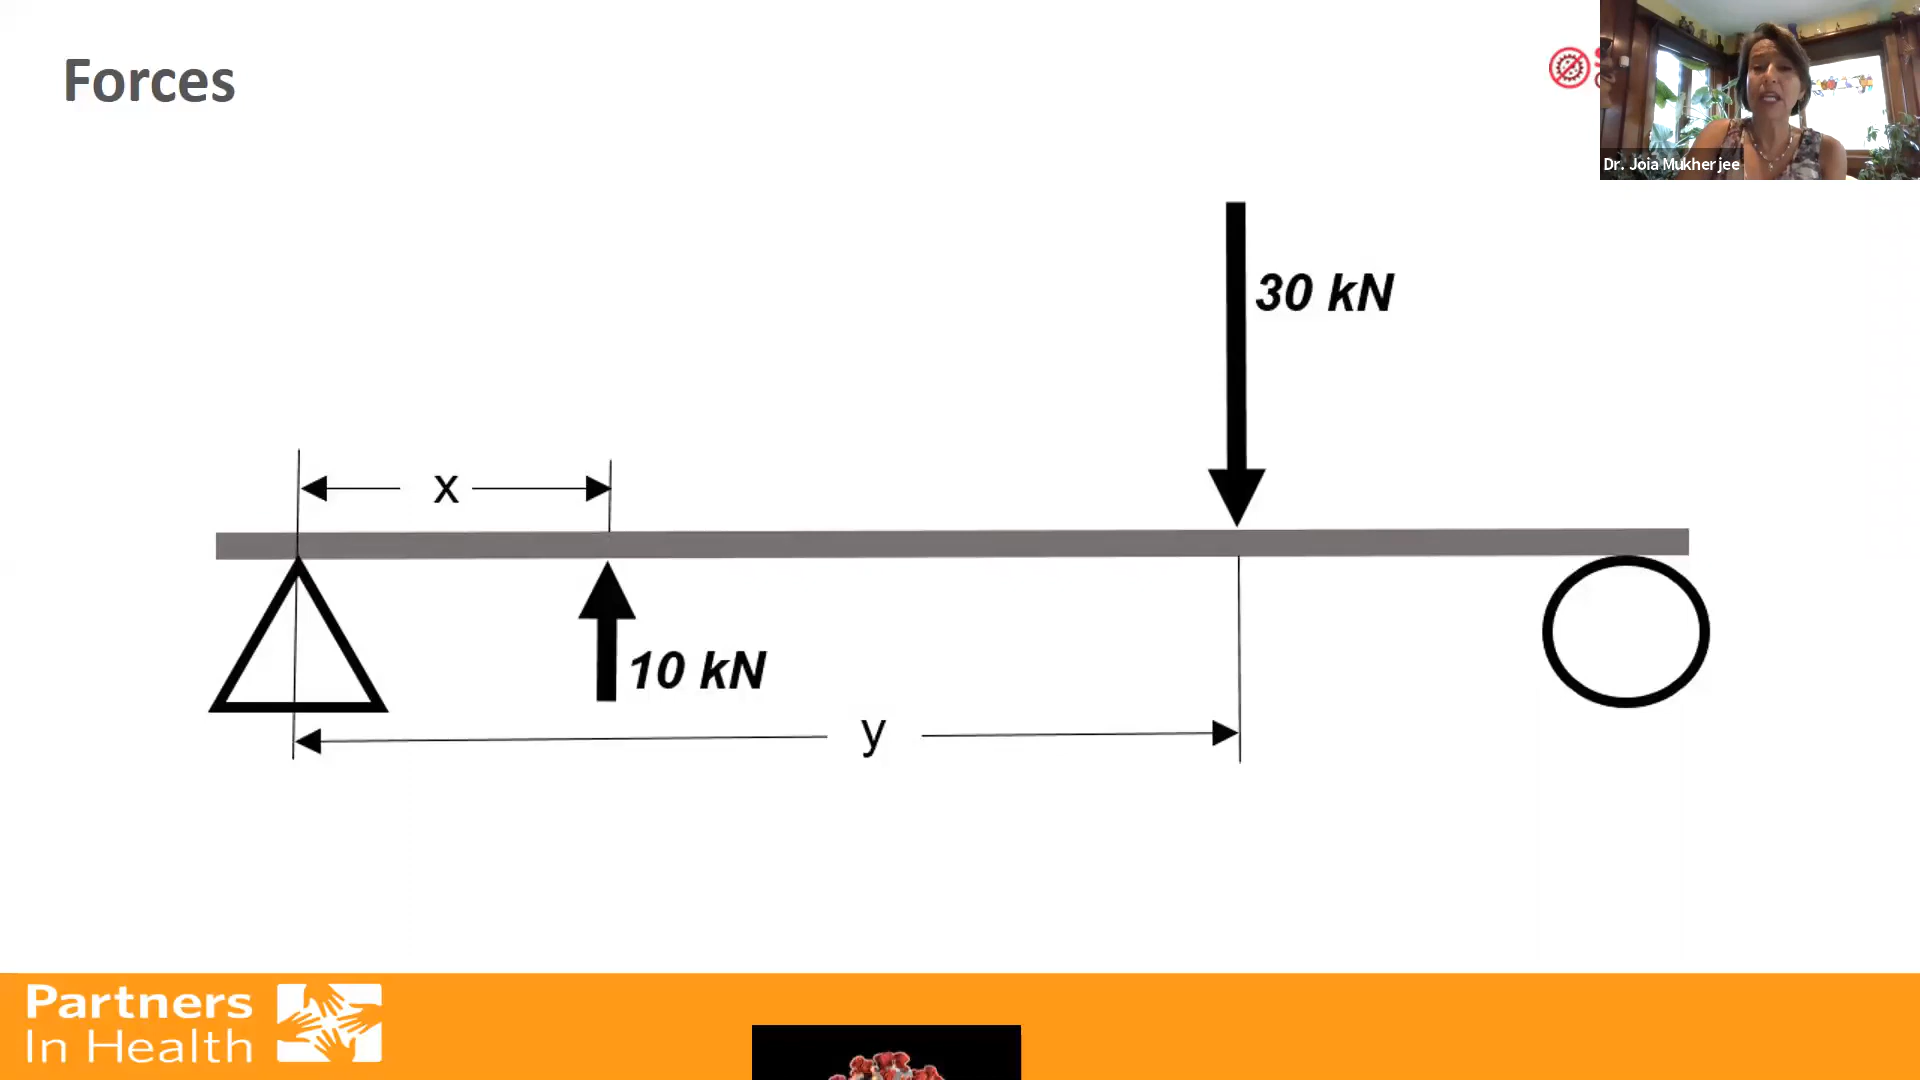 Forces
Dr. Joia Mukherjee
30 kN
x
10 kN
y
Partners
In Health